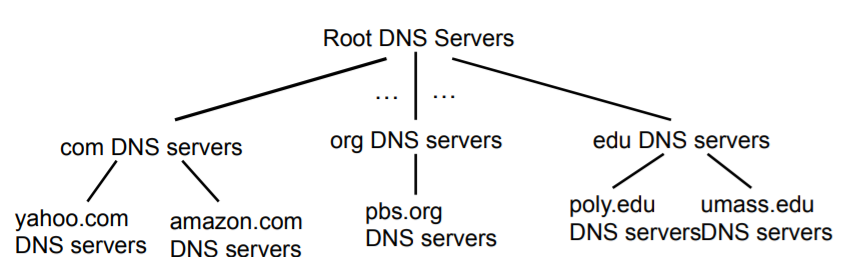 Root DNS Servers
... ...
com DNS servers
org DNS servers
edu DNS servers
yahoo.com
DNS servers
amazon.com
DNS servers
pbs.org
DNS servers
poly.edu
DNS servers
umass.edu
DNS servers